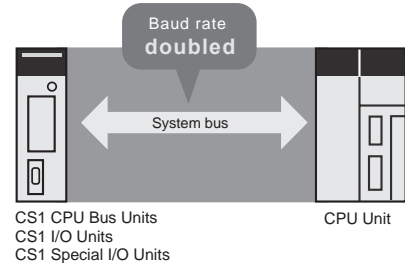 Baud rate
doubled
System bus
CS1 CPU Bus Units
CS1 I/O Units
CS1 Special I/O Units
CPU Unit